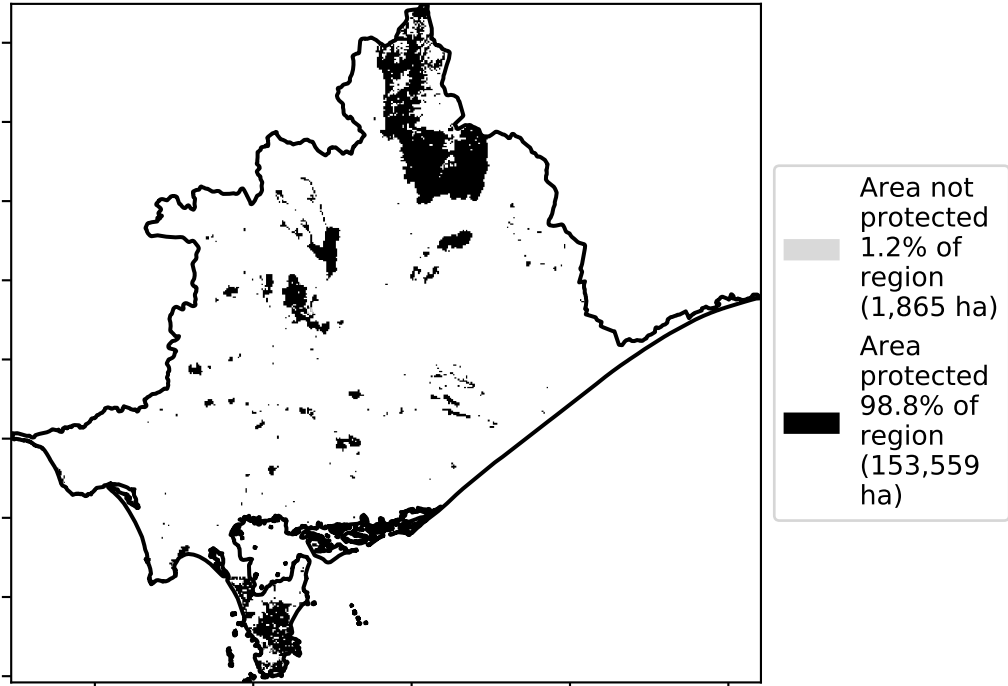 Area not
protected
1.2% of
region
(1,865 ha)
Area
protected
98.8% of
region
(153,559
ha)